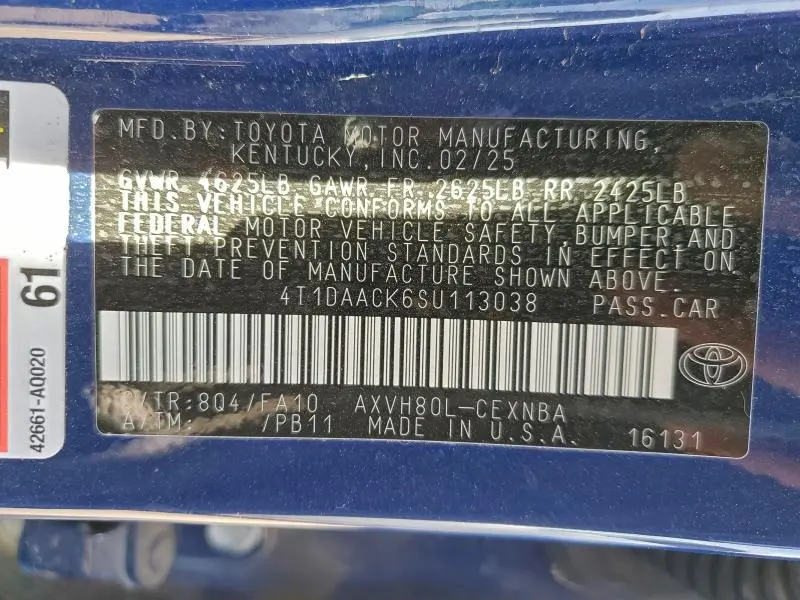 MFD.BY:TOYOTA MOTOR MANUFACTURING,
KENTUCKY, INC.02/25
GVWR 4625LB GAWR FR 2625LB RR 2425LB
THIS VEHICLE CONFORMS TO ALL APPLICABLE
FEDERAL MOTOR VEHICLE SAFETY,BUMPER,AND
THEFT PREVENTION STANDARDS IN EFFECT ON
THE DATE OF MANUFACTURE SHOWN ABOVE.
4T1DAACK6SU113038 PASS.CAR
C/TR:8Q4/FA10 AXVH80L-CEXNBA
A/TM: /PB11 MADE IN U.S.A. 16131
61
42661-AQ020